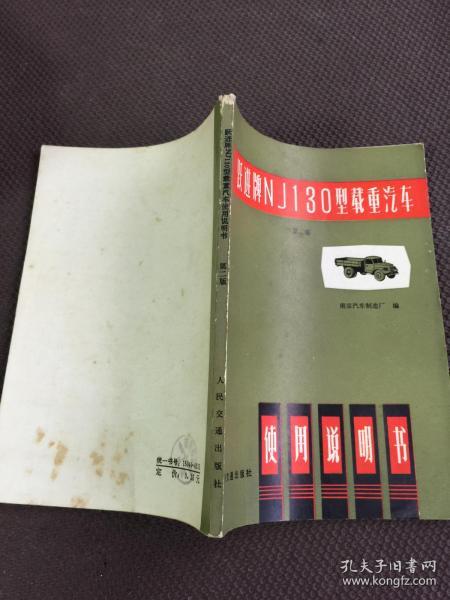 跃进牌NJ130型载重汽车
第二版
南京汽车制造厂 编
使用说明书
交通出版社
跃进牌NJ130型载重汽车使用说明书
第二版
人民交通出版社
统一书号:
定价:
元
孔夫子旧书网
www.kongfz.com